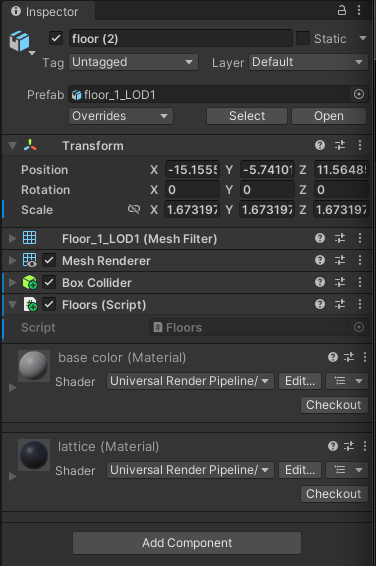 Inspector
floor (2) Static
Tag Untagged Layer Default
Prefab floor_1_LOD1
Overrides Select Open
Transform
Position X -15.1555 Y -5.74101 Z 11.56485
Rotation X 0 Y 0 Z 0
Scale X 1.673197 Y 1.673197 Z 1.673197
Floor_1_LOD1 (Mesh Filter)
Mesh Renderer
Box Collider
Floors (Script)
Script Floors
base color (Material)
Shader Universal Render Pipeline/ Edit...
Checkout
lattice (Material)
Shader Universal Render Pipeline/ Edit...
Checkout
Add Component